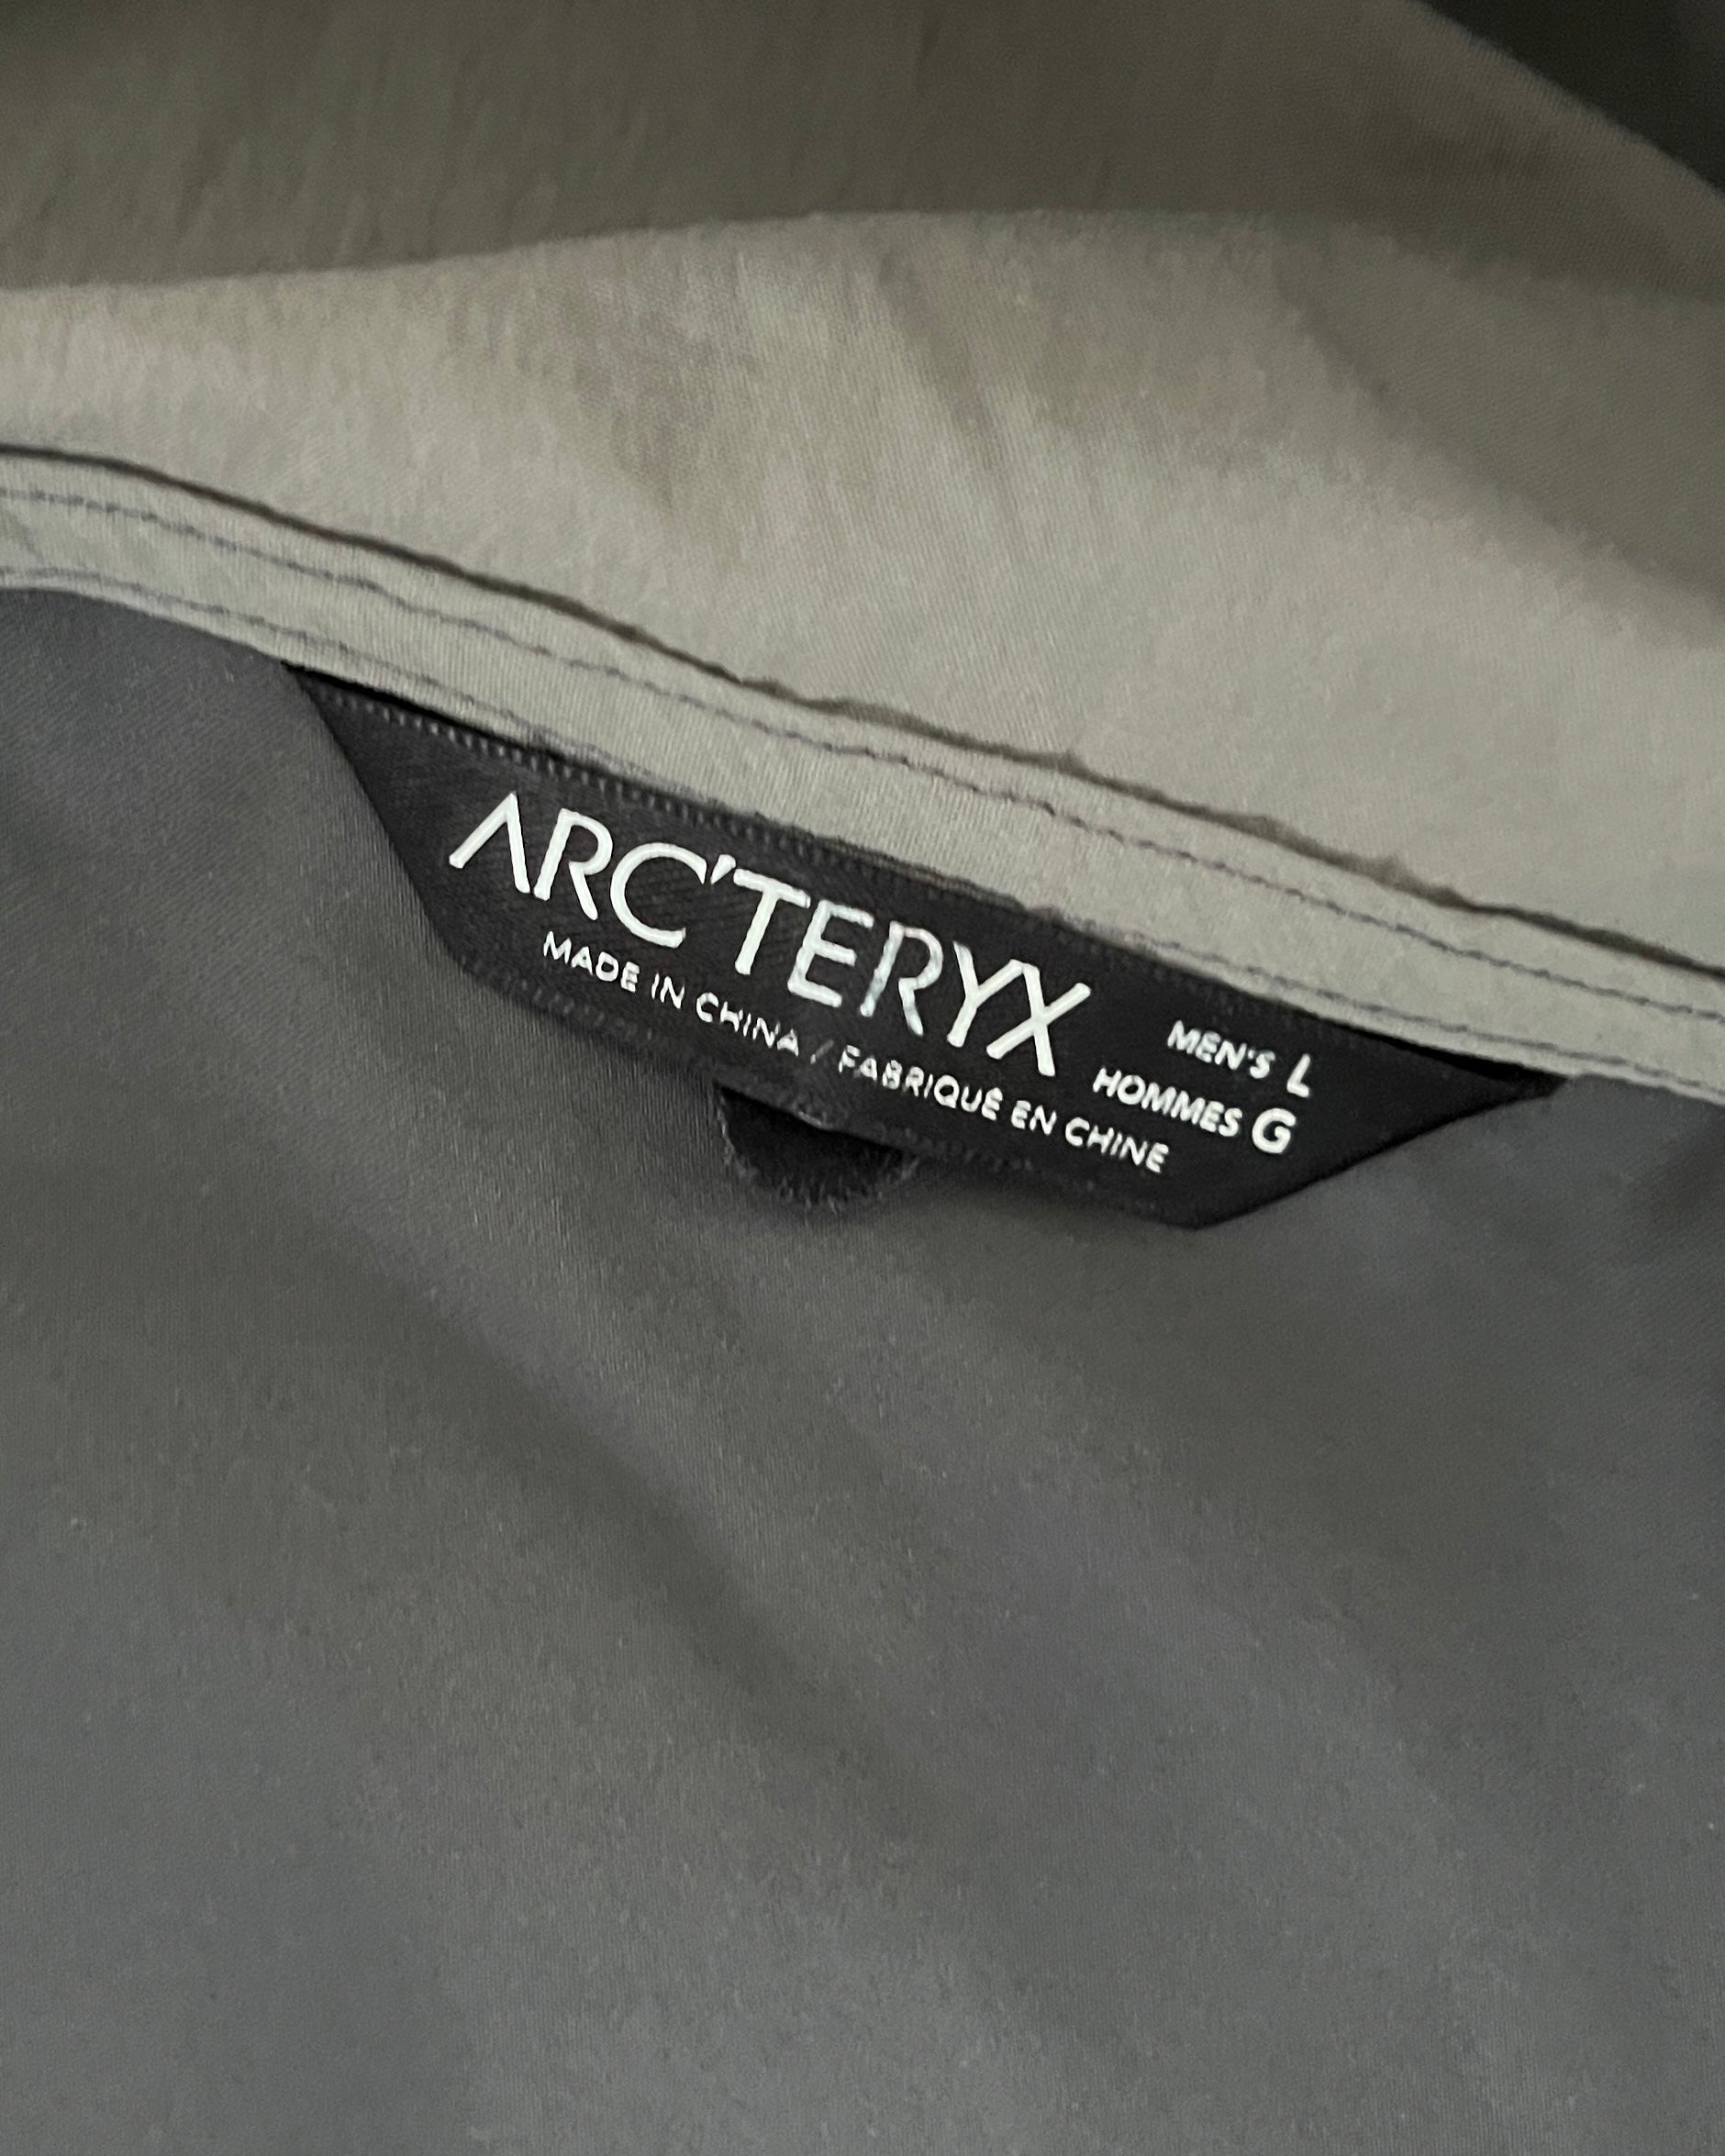 ARC'TERYX
MEN'S L
HOMMES G
MADE IN CHINA / FABRIQUÉ EN CHINE